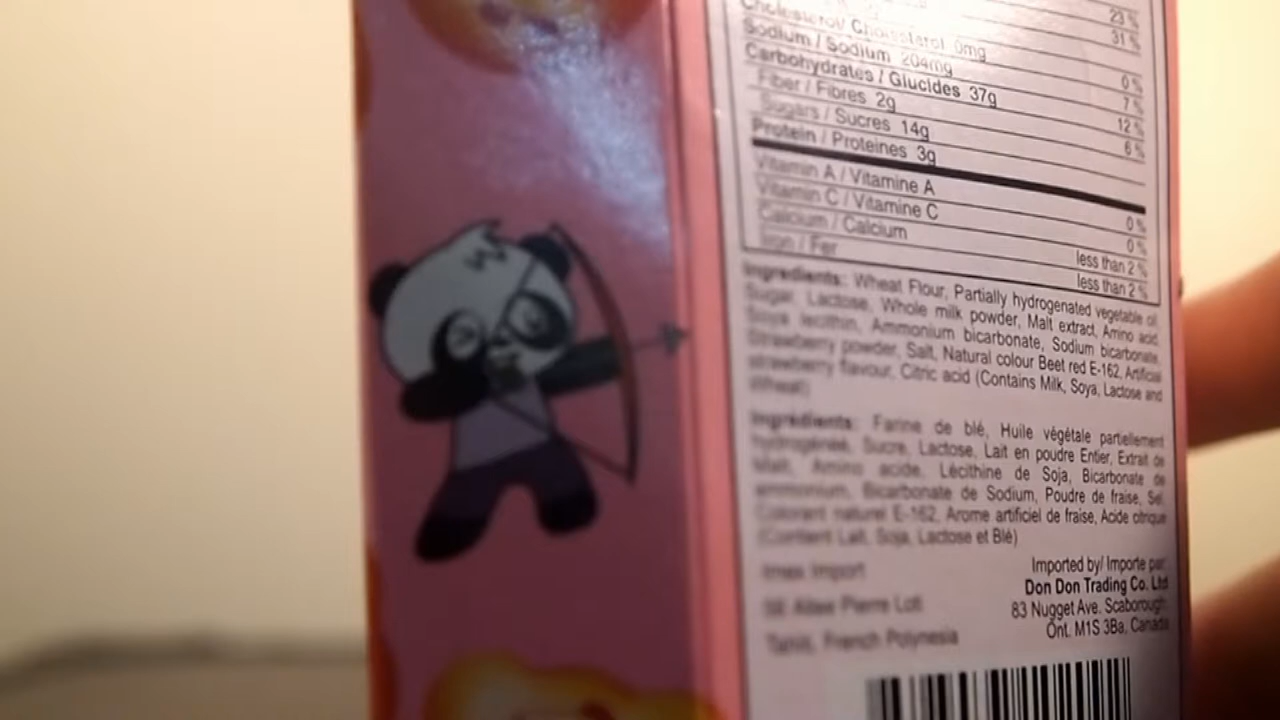 23 %
31 %
Cholesterol/ Cholesterol 0mg
0 %
Sodium / Sodium 204mg
7 %
Carbohydrates / Glucides 37g
12 %
Fiber / Fibres 2g
6 %
Sugars / Sucres 14g
Protein / Proteines 3g
Vitamin A / Vitamine A
0 %
Vitamin C / Vitamine C
0 %
Calcium / Calcium
less than 2 %
Iron / Fer
less than 2 %
Ingredients: Wheat Flour, Partially hydrogenated vegetable oil,
Sugar, Lactose, Whole milk powder, Malt extract, Amino acid,
Soya lecithin, Ammonium bicarbonate, Sodium bicarbonate,
Strawberry powder, Salt, Natural colour Beet red E-162, Artificial
strawberry flavour, Citric acid (Contains Milk, Soya, Lactose and
Wheat)
Ingrédients: Farine de blé, Huile végétale partiellement
hydrogénée, Sucre, Lactose, Lait en poudre Entier, Extrait de
Malt, Amino acide, Lécithine de Soja, Bicarbonate de
ammonium, Bicarbonate de Sodium, Poudre de fraise, Sel,
Colorant naturel E-162, Arome artificiel de fraise, Acide citrique
(Contient Lait, Soja, Lactose et Blé)
Imex Import
Imported by/ Importe par:
Don Don Trading Co. Ltd
83 Nugget Ave. Scaborough,
Ont. M1S 3Ba, Canada
Allee Pierre Loti
Tahiti, French Polynesia